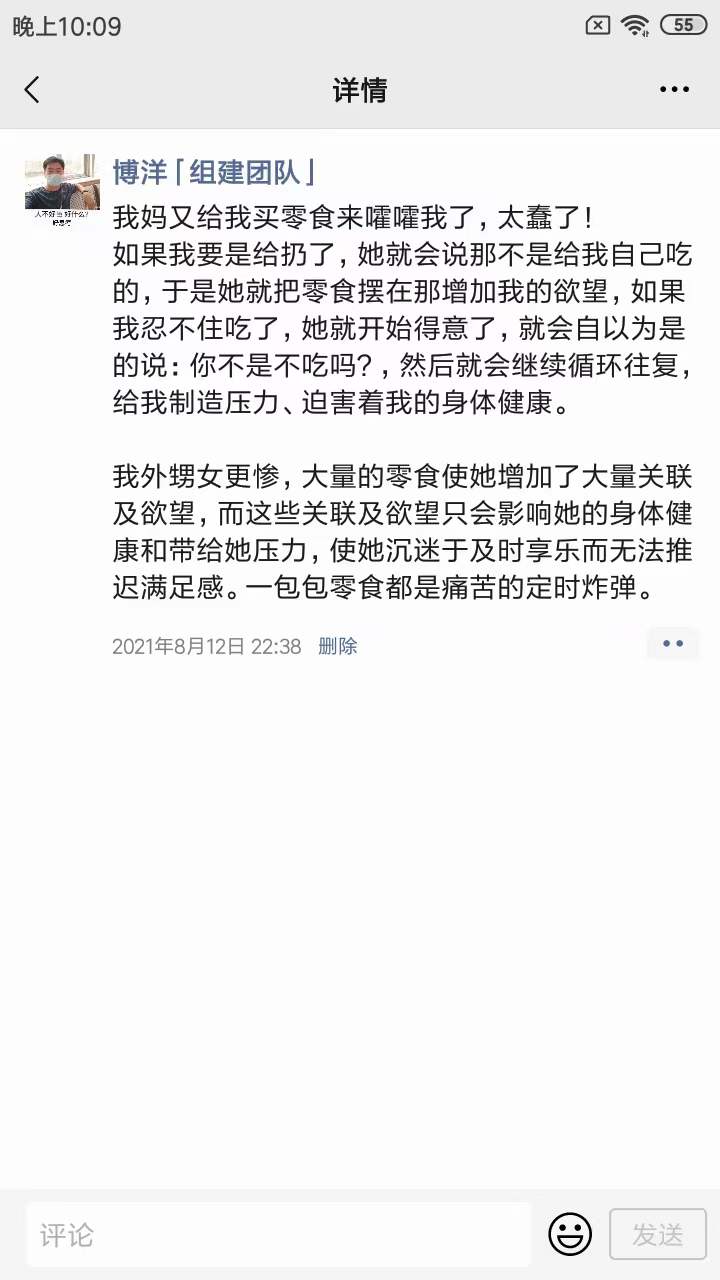 晚上10:09
55
详情
博洋「组建团队」
我妈又给我买零食来嚯嚯我了，太蠢了！
如果我要是给扔了，她就会说那不是给我自己吃
的，于是她就把零食摆在那增加我的欲望，如果
我忍不住吃了，她就开始得意了，就会自以为是
的说：你不是不吃吗？，然后就会继续循环往复，
给我制造压力、迫害着我的身体健康。
我外甥女更惨，大量的零食使她增加了大量关联
及欲望，而这些关联及欲望只会影响她的身体健
康和带给她压力，使她沉迷于及时享乐而无法推
迟满足感。一包包零食都是痛苦的定时炸弹。
2021年8月12日 22:38 删除
评论
发送